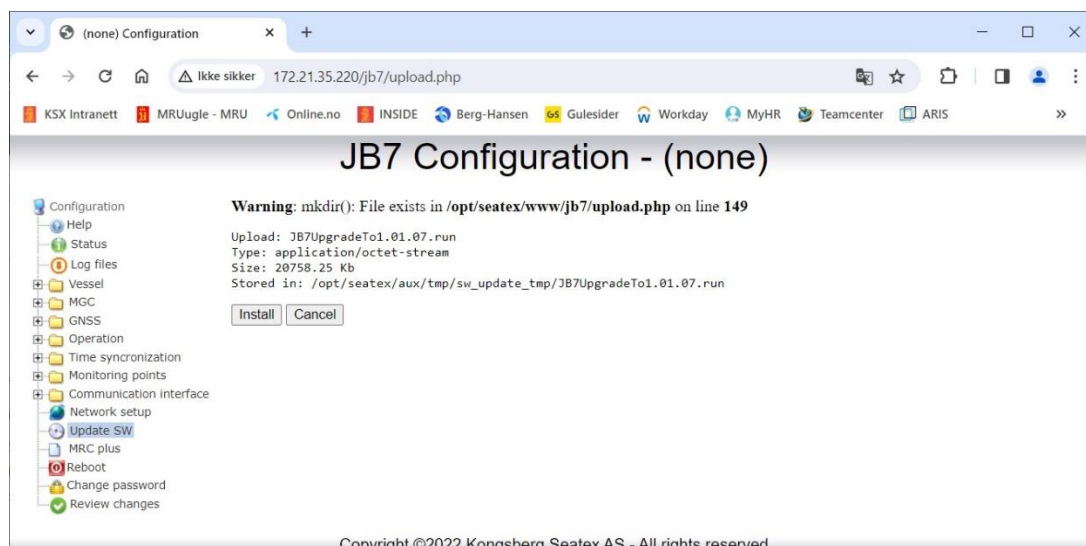 (none) Configuration
Ikke sikker 172.21.35.220/jb7/upload.php
KSX Intranett MRUugle - MRU Online.no INSIDE Berg-Hansen GS Gulesider Workday MyHR Teamcenter ARIS »
JB7 Configuration - (none)
Configuration
Help
Status
Log files
Vessel
MGC
GNSS
Operation
Time syncronization
Monitoring points
Communication interface
Network setup
Update SW
MRC plus
Reboot
Change password
Review changes
Warning: mkdir(): File exists in /opt/seatex/www/jb7/upload.php on line 149
Upload: JB7UpgradeTo1.01.07.run
Type: application/octet-stream
Size: 20758.25 Kb
Stored in: /opt/seatex/aux/tmp/sw_update_tmp/JB7UpgradeTo1.01.07.run
Install Cancel
Copyright ©2022 Kongsberg Seatex AS - All rights reserved